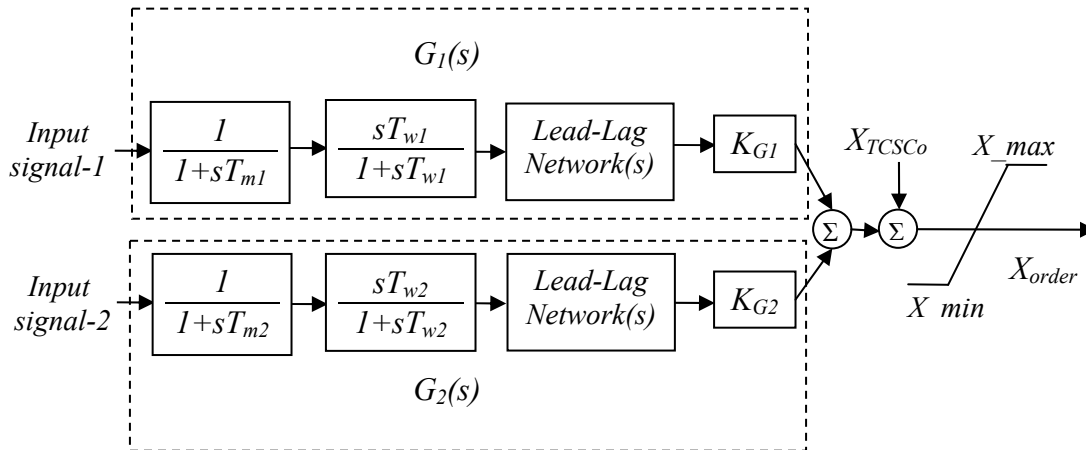 G1(s)
Input
signal-1
1
1+sTm1
sTw1
1+sTw1
Lead-Lag
Network(s)
KG1
XTCSCo
X_max
Σ
Σ
Xorder
X_min
Input
signal-2
1
1+sTm2
sTw2
1+sTw2
Lead-Lag
Network(s)
KG2
G2(s)